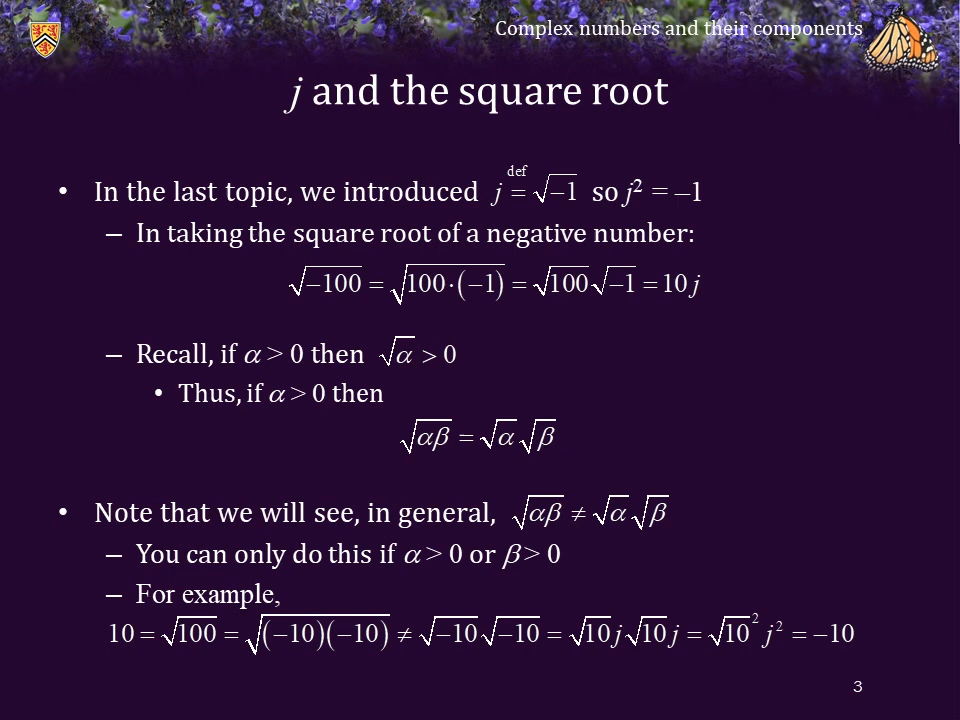 Complex numbers and their components
j and the square root
• In the last topic, we introduced j def= √−1 so j² = –1
– In taking the square root of a negative number:
√−100 = √100·(−1) = √100 √−1 = 10 j
– Recall, if α > 0 then √α > 0
• Thus, if α > 0 then
√αβ = √α √β
• Note that we will see, in general, √αβ ≠ √α √β
– You can only do this if α > 0 or β > 0
– For example,
10 = √100 = √(−10)(−10) ≠ √−10 √−10 = √10 j √10 j = √10² j² = −10
3